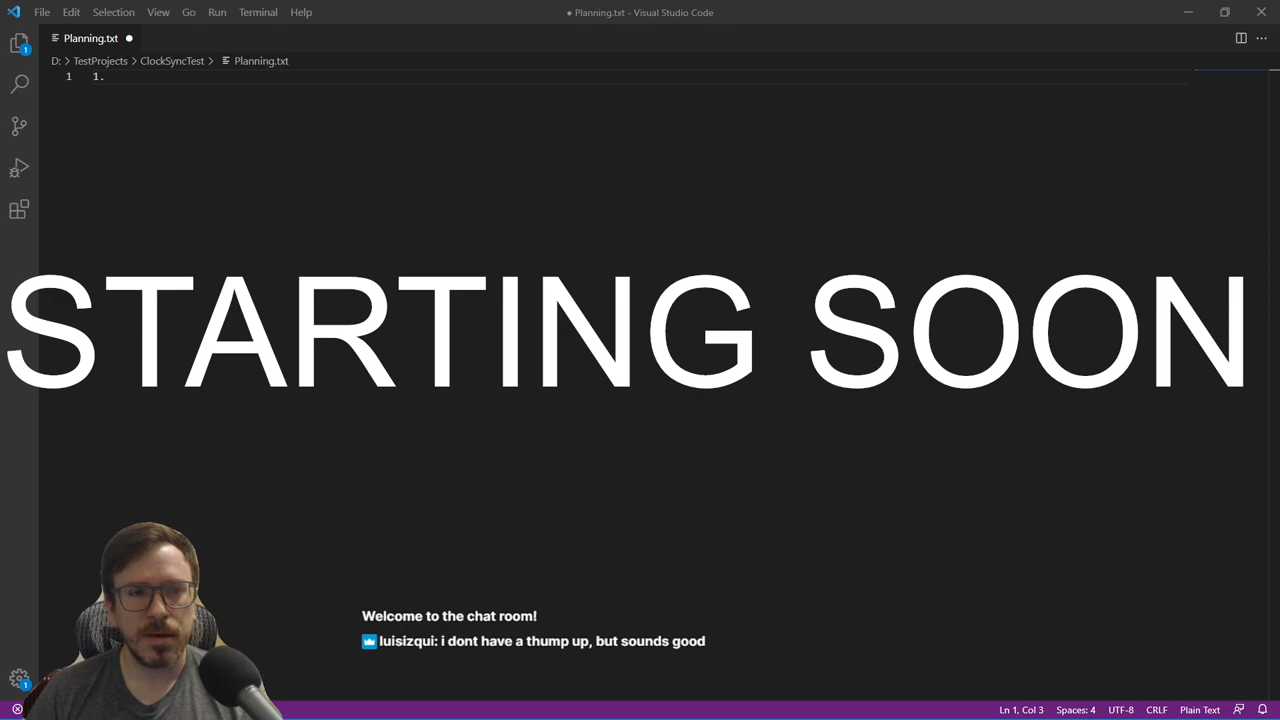 File Edit Selection View Go Run Terminal Help
● Planning.txt - Visual Studio Code
Planning.txt ●
D: > TestProjects > ClockSyncTest > Planning.txt
1 1.
1
STARTING SOON
Welcome to the chat room!
luisizqui: i dont have a thump up, but sounds good
1
Ln 1, Col 3 Spaces: 4 UTF-8 CRLF Plain Text